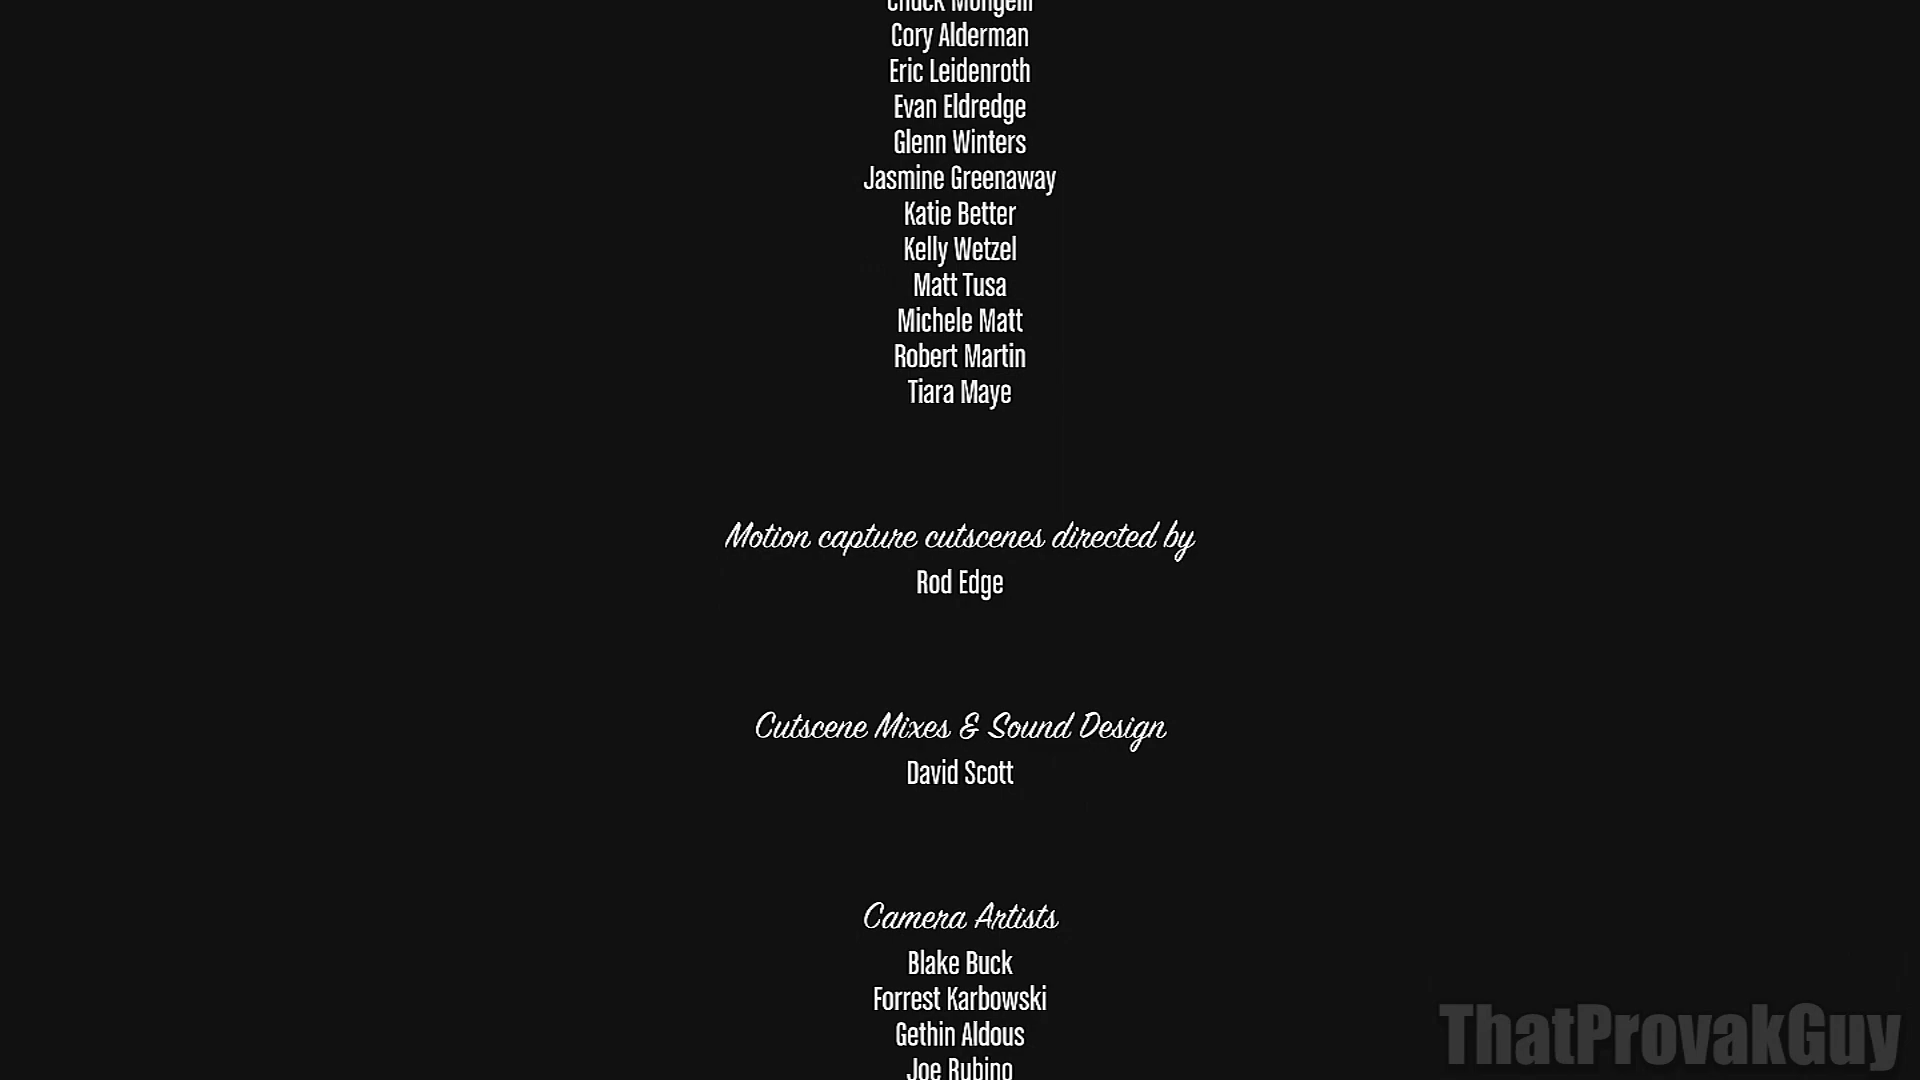 Cory Alderman
Eric Leidenroth
Evan Eldredge
Glenn Winters
Jasmine Greenaway
Katie Better
Kelly Wetzel
Matt Tusa
Michele Matt
Robert Martin
Tiara Maye
Motion capture cutscenes directed by
Rod Edge
Cutscene Mixes & Sound Design
David Scott
Camera Artists
Blake Buck
Forrest Karbowski
Gethin Aldous
Joe Rubino
ThatProvakGuy